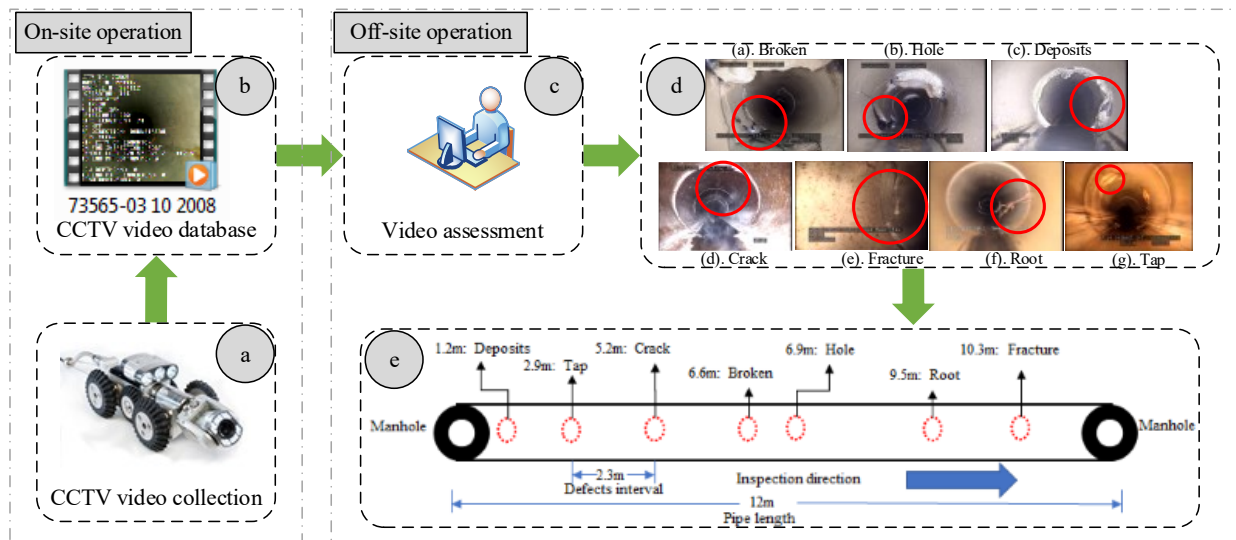 On-site operation
b
73565-03 10 2008
CCTV video database
a
CCTV video collection
Off-site operation
c
Video assessment
d
(a). Broken
(b). Hole
(c). Deposits
(d). Crack
(e). Fracture
(f). Root
(g). Tap
e
1.2m: Deposits
2.9m: Tap
5.2m: Crack
6.6m: Broken
6.9m: Hole
9.5m: Root
10.3m: Fracture
Manhole
Manhole
2.3m
Defects interval
Inspection direction
12m
Pipe length